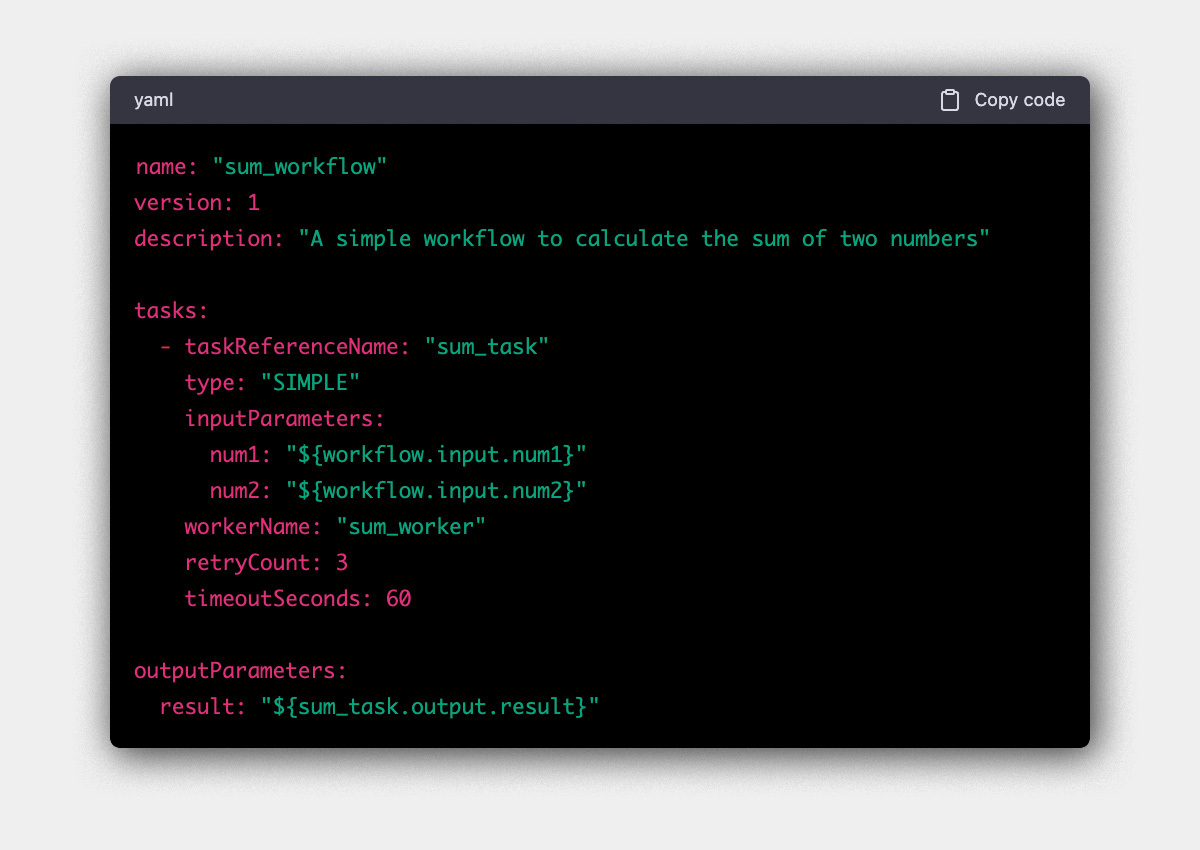 yaml
Copy code
name: "sum_workflow"
version: 1
description: "A simple workflow to calculate the sum of two numbers"
tasks:
  - taskReferenceName: "sum_task"
    type: "SIMPLE"
    inputParameters:
      num1: "${workflow.input.num1}"
      num2: "${workflow.input.num2}"
    workerName: "sum_worker"
    retryCount: 3
    timeoutSeconds: 60
outputParameters:
  result: "${sum_task.output.result}"